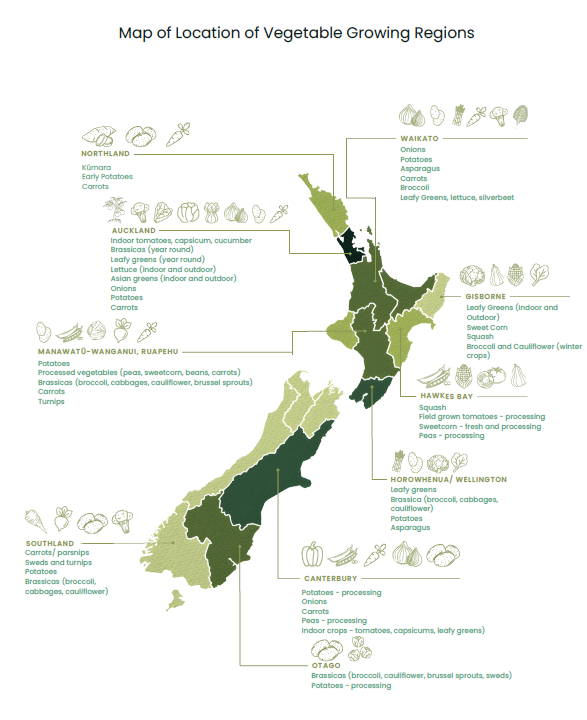 Map of Location of Vegetable Growing Regions
NORTHLAND
Kūmara
Early Potatoes
Carrots
WAIKATO
Onions
Potatoes
Asparagus
Carrots
Broccoli
Leafy Greens, lettuce, silverbeet
AUCKLAND
Indoor tomatoes, capsicum, cucumber
Brassicas (year round)
Leafy greens (year round)
Lettuce (indoor and outdoor)
Asian greens (indoor and outdoor)
Onions
Potatoes
Carrots
GISBORNE
Leafy Greens (Indoor and
Outdoor)
Sweet Corn
Squash
Broccoli and Cauliflower (winter
crops)
MANAWATŪ-WANGANUI, RUAPEHU
Potatoes
Processed vegetables (peas, sweetcorn, beans, carrots)
Brassicas (broccoli, cabbages, cauliflower, brussel sprouts)
Carrots
Turnips
HAWKES BAY
Squash
Field grown tomatoes - processing
Sweetcorn - fresh and processing
Peas - processing
HOROWHENUA/ WELLINGTON
Leafy greens
Brassica (broccoli, cabbages,
cauliflower)
Potatoes
Asparagus
SOUTHLAND
Carrots/ parsnips
Sweds and turnips
Potatoes
Brassicas (broccoli,
cabbages, cauliflower)
CANTERBURY
Potatoes - processing
Onions
Carrots
Peas - processing
Indoor crops - tomatoes, capsicums, leafy greens)
OTAGO
Brassicas (broccoli, cauliflower, brussel sprouts, sweds)
Potatoes - processing